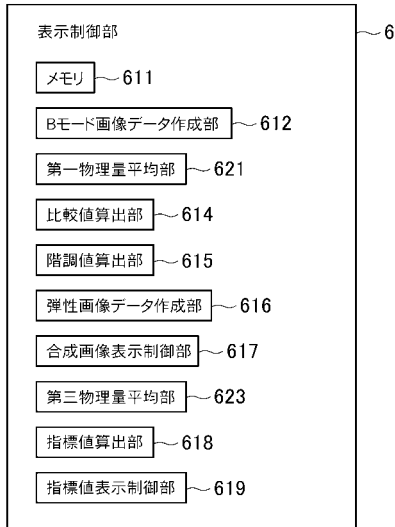 表示制御部
6
メモリ 611
Bモード画像データ作成部 612
第一物理量平均部 621
比較値算出部 614
階調値算出部 615
弾性画像データ作成部 616
合成画像表示制御部 617
第三物理量平均部 623
指標値算出部 618
指標値表示制御部 619